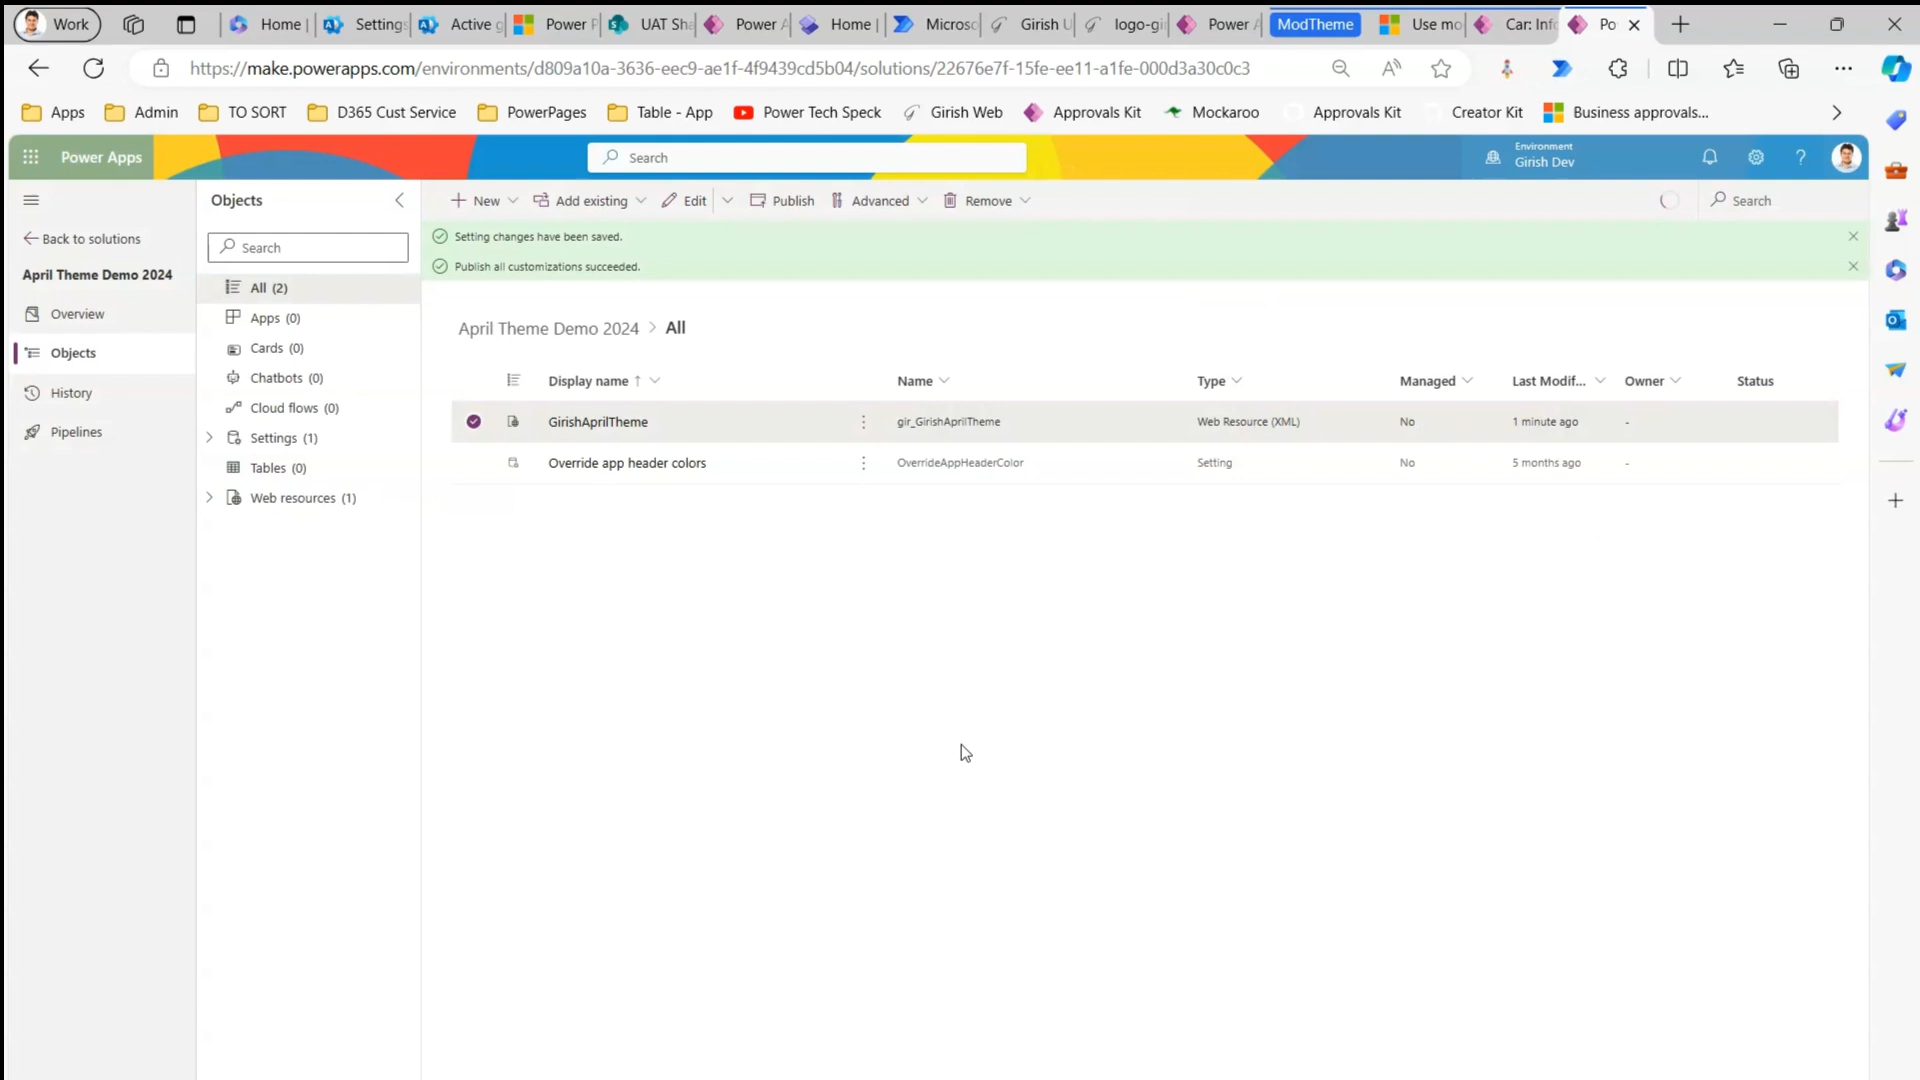 Work
Home
Settings
Active g
Power P
UAT Sha
Power A
Home
Microsc
Girish U
logo-gi
Power A
ModTheme
Use mo
Car: Info
Po
https://make.powerapps.com/environments/d809a10a-3636-eec9-ae1f-4f9439cd5b04/solutions/22676e7f-15fe-ee11-a1fe-000d3a30c0c3
Apps
Admin
TO SORT
D365 Cust Service
PowerPages
Table - App
Power Tech Speck
Girish Web
Approvals Kit
Mockaroo
Approvals Kit
Creator Kit
Business approvals...
Power Apps
Search
Environment
Girish Dev
?
Objects
New
Add existing
Edit
Publish
Advanced
Remove
Search
Back to solutions
Search
Setting changes have been saved.
Publish all customizations succeeded.
April Theme Demo 2024
Overview
Objects
History
Pipelines
All (2)
Apps (0)
Cards (0)
Chatbots (0)
Cloud flows (0)
Settings (1)
Tables (0)
Web resources (1)
April Theme Demo 2024 > All
Display name ↑ Name Type Managed Last Modif... Owner Status
GirishAprilTheme gir_GirishAprilTheme Web Resource (XML) No 1 minute ago -
Override app header colors OverrideAppHeaderColor Setting No 5 months ago -